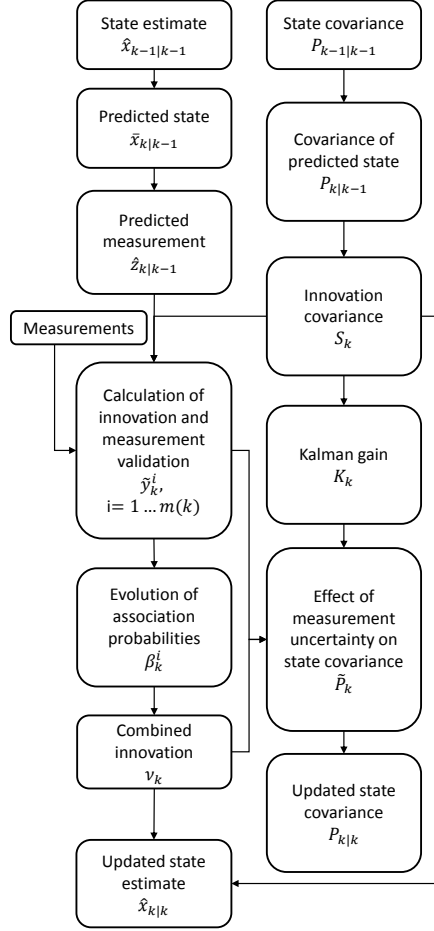 State estimate
x̂ₖ₋₁|ₖ₋₁
Predicted state
x̄ₖ|ₖ₋₁
Predicted
measurement
ẑₖ|ₖ₋₁
Measurements
Calculation of
innovation and
measurement
validation
ỹₖⁱ,
i= 1 … m(k)
Evolution of
association
probabilities
βₖⁱ
Combined
innovation
νₖ
Updated state
estimate
x̂ₖ|ₖ
State covariance
Pₖ₋₁|ₖ₋₁
Covariance of
predicted state
Pₖ|ₖ₋₁
Innovation
covariance
Sₖ
Kalman gain
Kₖ
Effect of
measurement
uncertainty on
state covariance
P̃ₖ
Updated state
covariance
Pₖ|ₖ